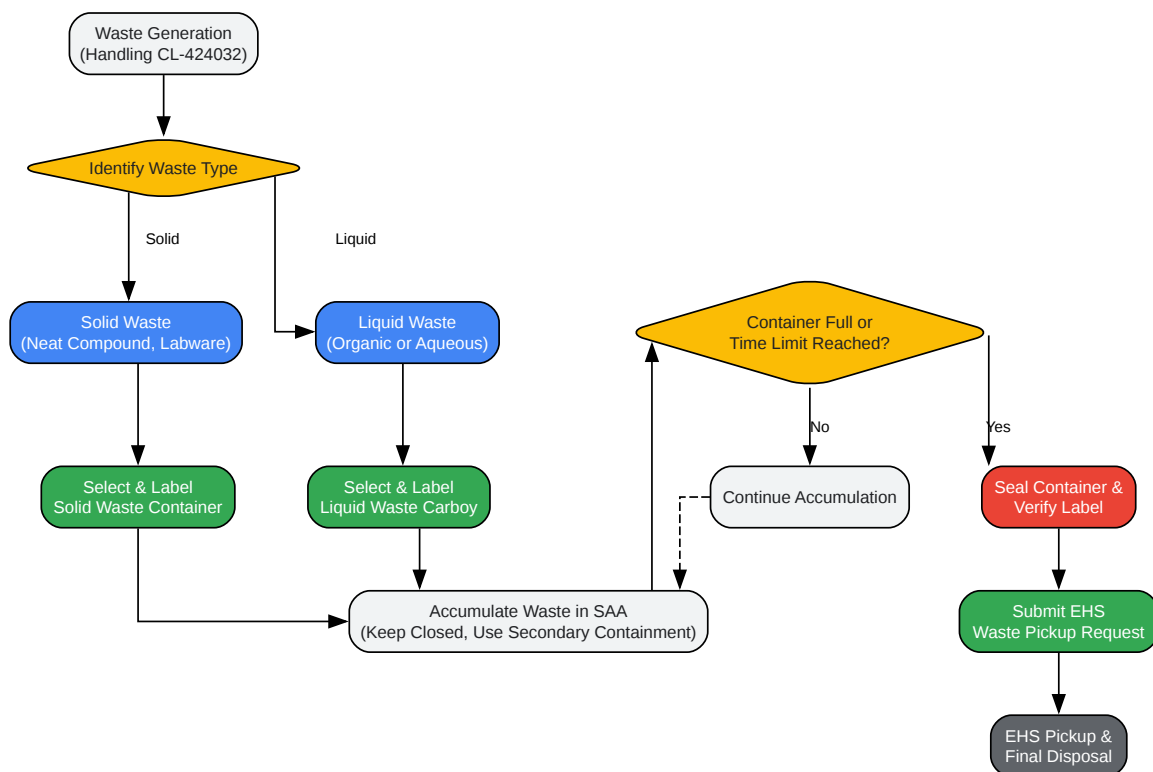 Waste Generation
(Handling CL-424032)
Identify Waste Type
Solid
Liquid
Solid Waste
(Neat Compound, Labware)
Liquid Waste
(Organic or Aqueous)
Container Full or
Time Limit Reached?
No
Yes
Select & Label
Solid Waste Container
Select & Label
Liquid Waste Carboy
Continue Accumulation
Seal Container &
Verify Label
Accumulate Waste in SAA
(Keep Closed, Use Secondary Containment)
Submit EHS
Waste Pickup Request
EHS Pickup &
Final Disposal